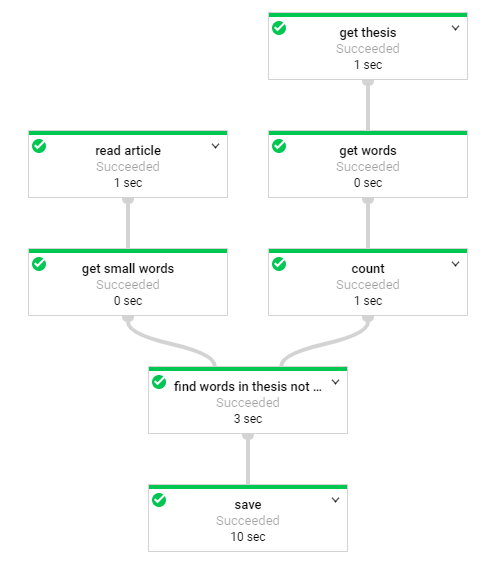 get thesis
Succeeded
1 sec
read article
Succeeded
1 sec
get words
Succeeded
0 sec
get small words
Succeeded
0 sec
count
Succeeded
1 sec
find words in thesis not ...
Succeeded
3 sec
save
Succeeded
10 sec